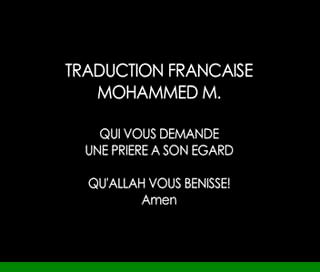 TRADUCTION FRANCAISE
MOHAMMED M.
QUI VOUS DEMANDE
UNE PRIERE A SON EGARD
QU'ALLAH VOUS BENISSE!
Amen